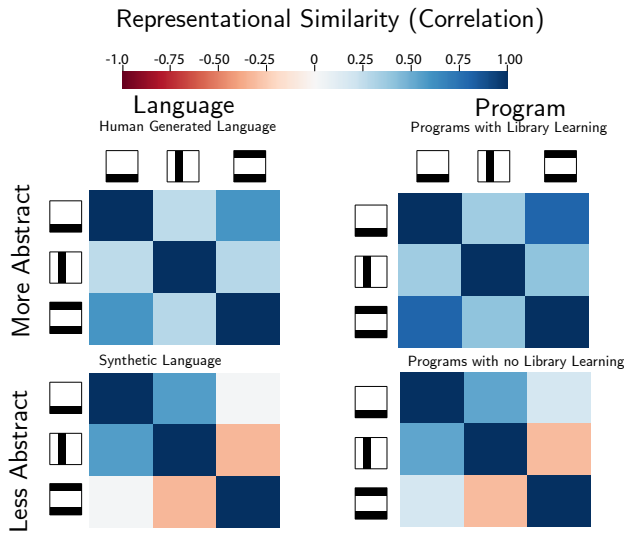 Representational Similarity (Correlation)
-1.0 -0.75 -0.25 0 0.25 0.50 0.75 1.00
Language
Program
Human Generated Language
Programs with Library Learning
More Abstract
Synthetic Language
Programs with no Library Learning
Less Abstract